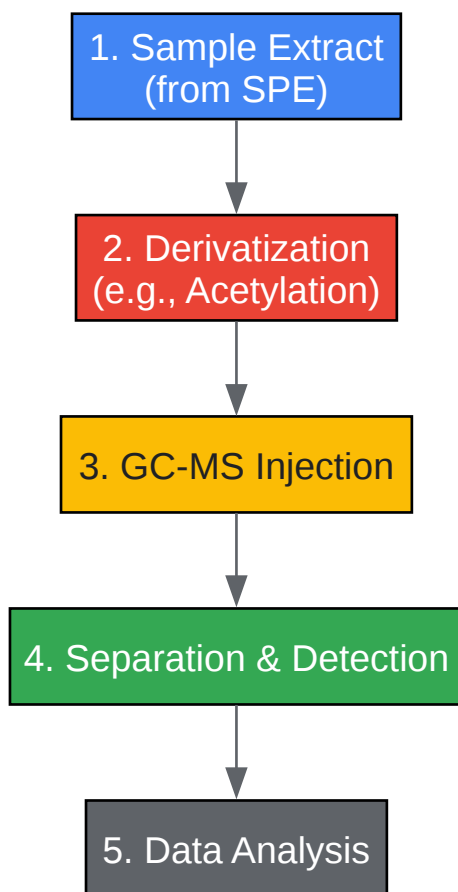 1. Sample Extract
(from SPE)
2. Derivatization
(e.g., Acetylation)
3. GC-MS Injection
4. Separation & Detection
5. Data Analysis